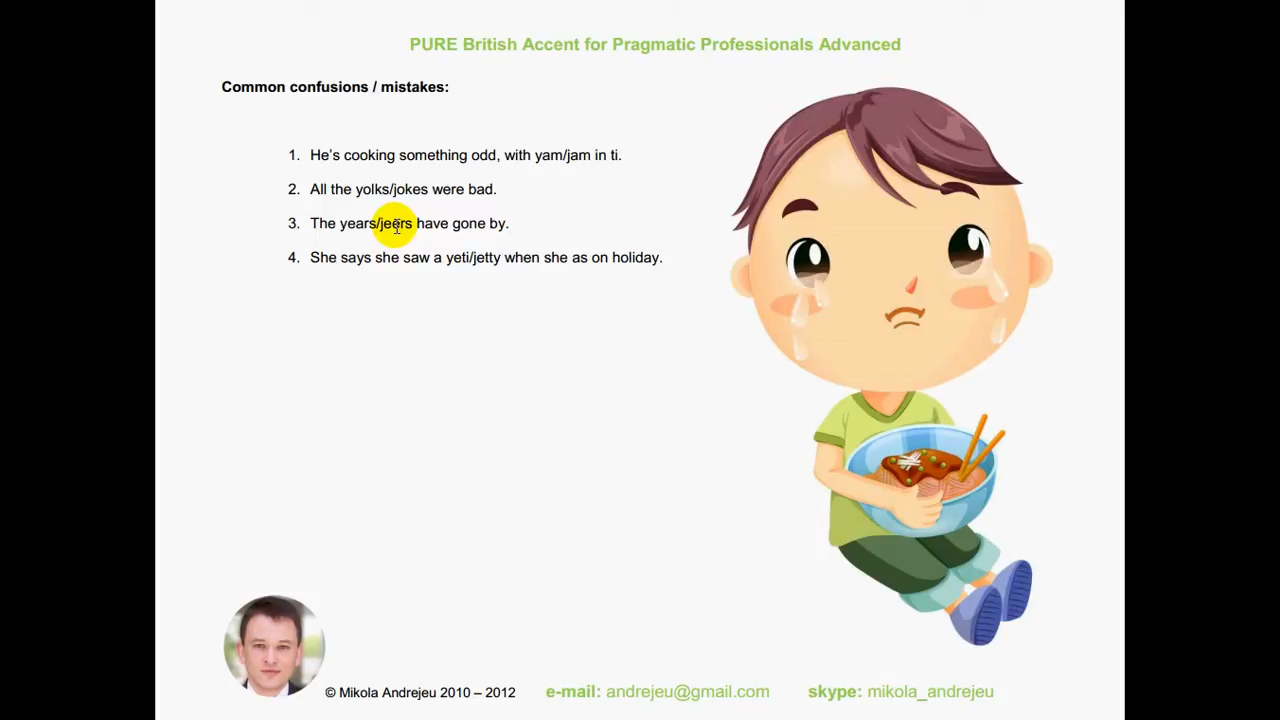 PURE British Accent for Pragmatic Professionals Advanced
Common confusions / mistakes:
1. He's cooking something odd, with yam/jam in ti.
2. All the yolks/jokes were bad.
3. The years/jeers have gone by.
4. She says she saw a yeti/jetty when she as on holiday.
© Mikola Andrejeu 2010 – 2012 e-mail: andrejeu@gmail.com skype: mikola_andrejeu